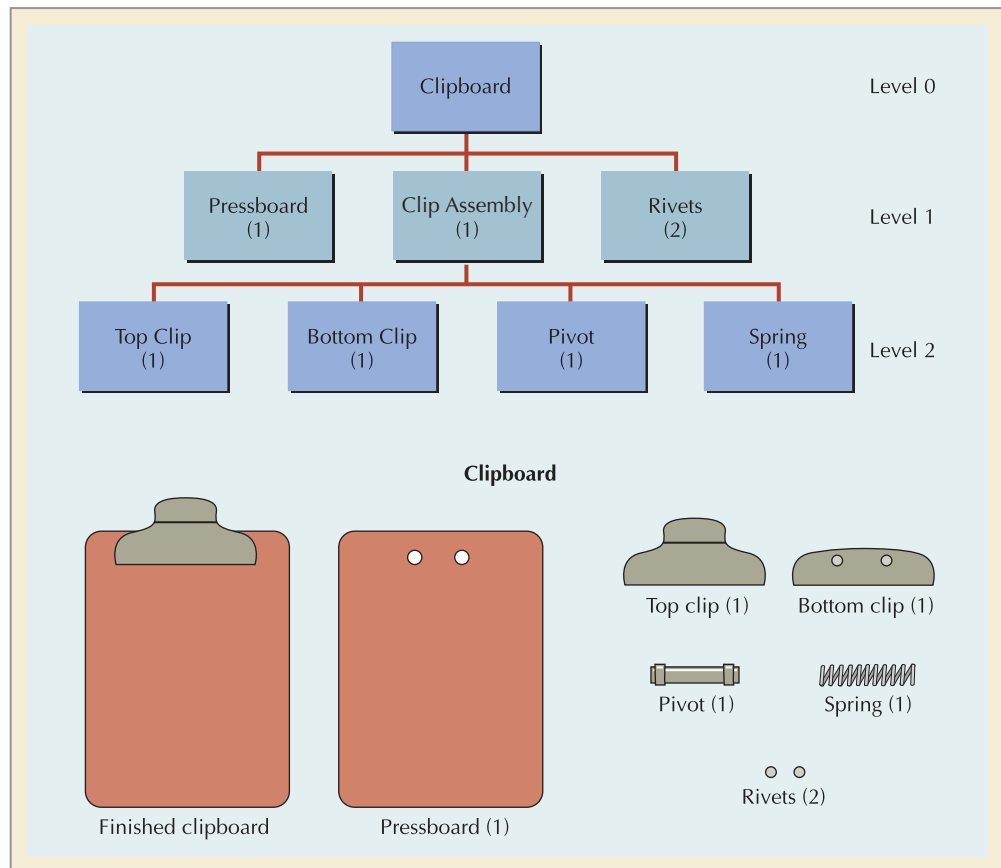 Clipboard
Level 0
Pressboard
(1)
Clip Assembly
(1)
Rivets
(2)
Level 1
Top Clip
(1)
Bottom Clip
(1)
Pivot
(1)
Spring
(1)
Level 2
Clipboard
Top clip (1)
Bottom clip (1)
Pivot (1)
Spring (1)
Rivets (2)
Finished clipboard
Pressboard (1)